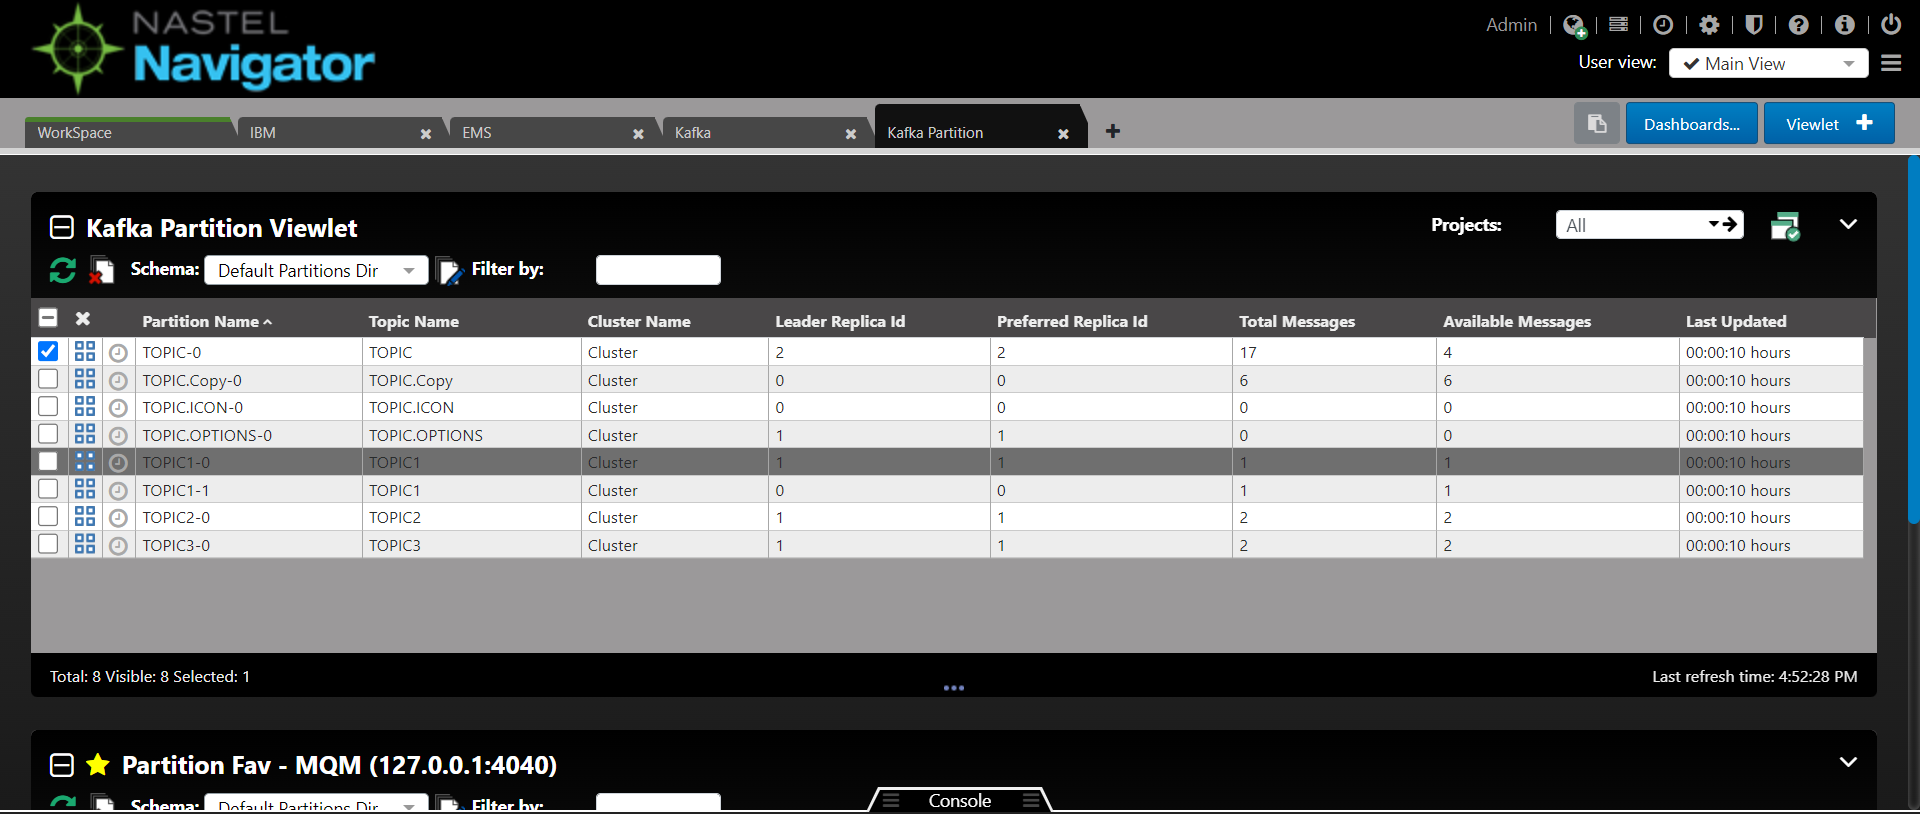 NASTEL
Navigator
Admin
User view: Main View
WorkSpace IBM EMS Kafka Kafka Partition Dashboards... Viewlet
Kafka Partition Viewlet Projects: All
Schema: Default Partitions Dir Filter by:
Partition Name Topic Name Cluster Name Leader Replica Id Preferred Replica Id Total Messages Available Messages Last Updated
TOPIC-0 TOPIC Cluster 2 2 17 4 00:00:10 hours
TOPIC.Copy-0 TOPIC.Copy Cluster 0 0 6 6 00:00:10 hours
TOPIC.ICON-0 TOPIC.ICON Cluster 0 0 0 0 00:00:10 hours
TOPIC.OPTIONS-0 TOPIC.OPTIONS Cluster 1 1 0 0 00:00:10 hours
TOPIC1-0 TOPIC1 Cluster 1 1 1 1 00:00:10 hours
TOPIC1-1 TOPIC1 Cluster 0 0 1 1 00:00:10 hours
TOPIC2-0 TOPIC2 Cluster 1 1 2 2 00:00:10 hours
TOPIC3-0 TOPIC3 Cluster 1 1 2 2 00:00:10 hours
Total: 8 Visible: 8 Selected: 1 Last refresh time: 4:52:28 PM
Partition Fav - MQM (127.0.0.1:4040)
Schema: Default Partitions Dir Filter by:
Console